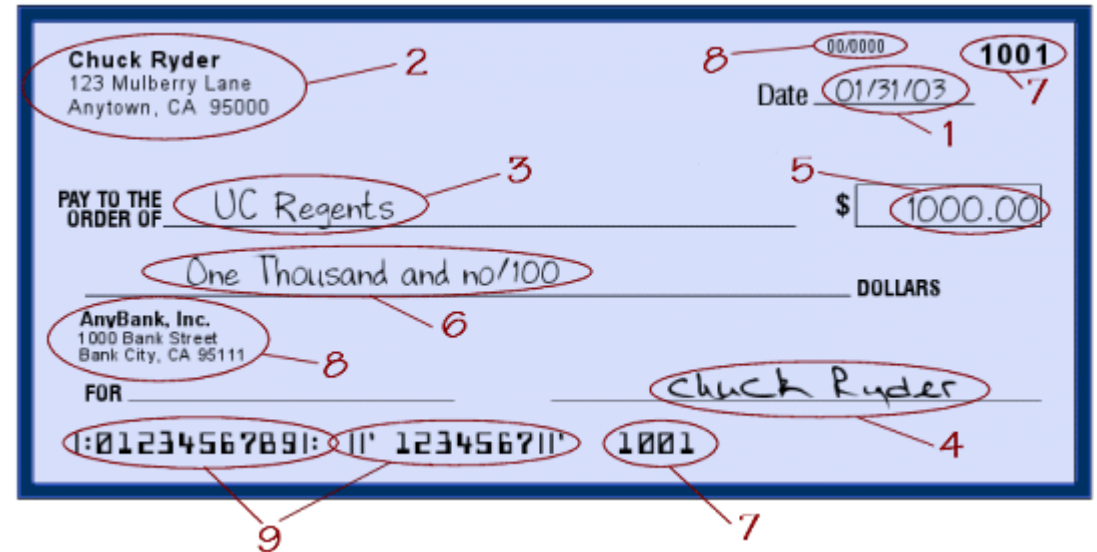 Chuck Ryder
123 Mulberry Lane
Anytown, CA 95000
2
8
00/0000
1001
7
Date 01/31/03
1
3
5
PAY TO THE
ORDER OF UC Regents
$ 1000.00
One Thousand and no/100 DOLLARS
6
AnyBank, Inc.
1000 Bank Street
Bank City, CA 95111
8
FOR
Chuck Ryder
4
|:0123456789|: ||' 1234567||' 1001
9
7